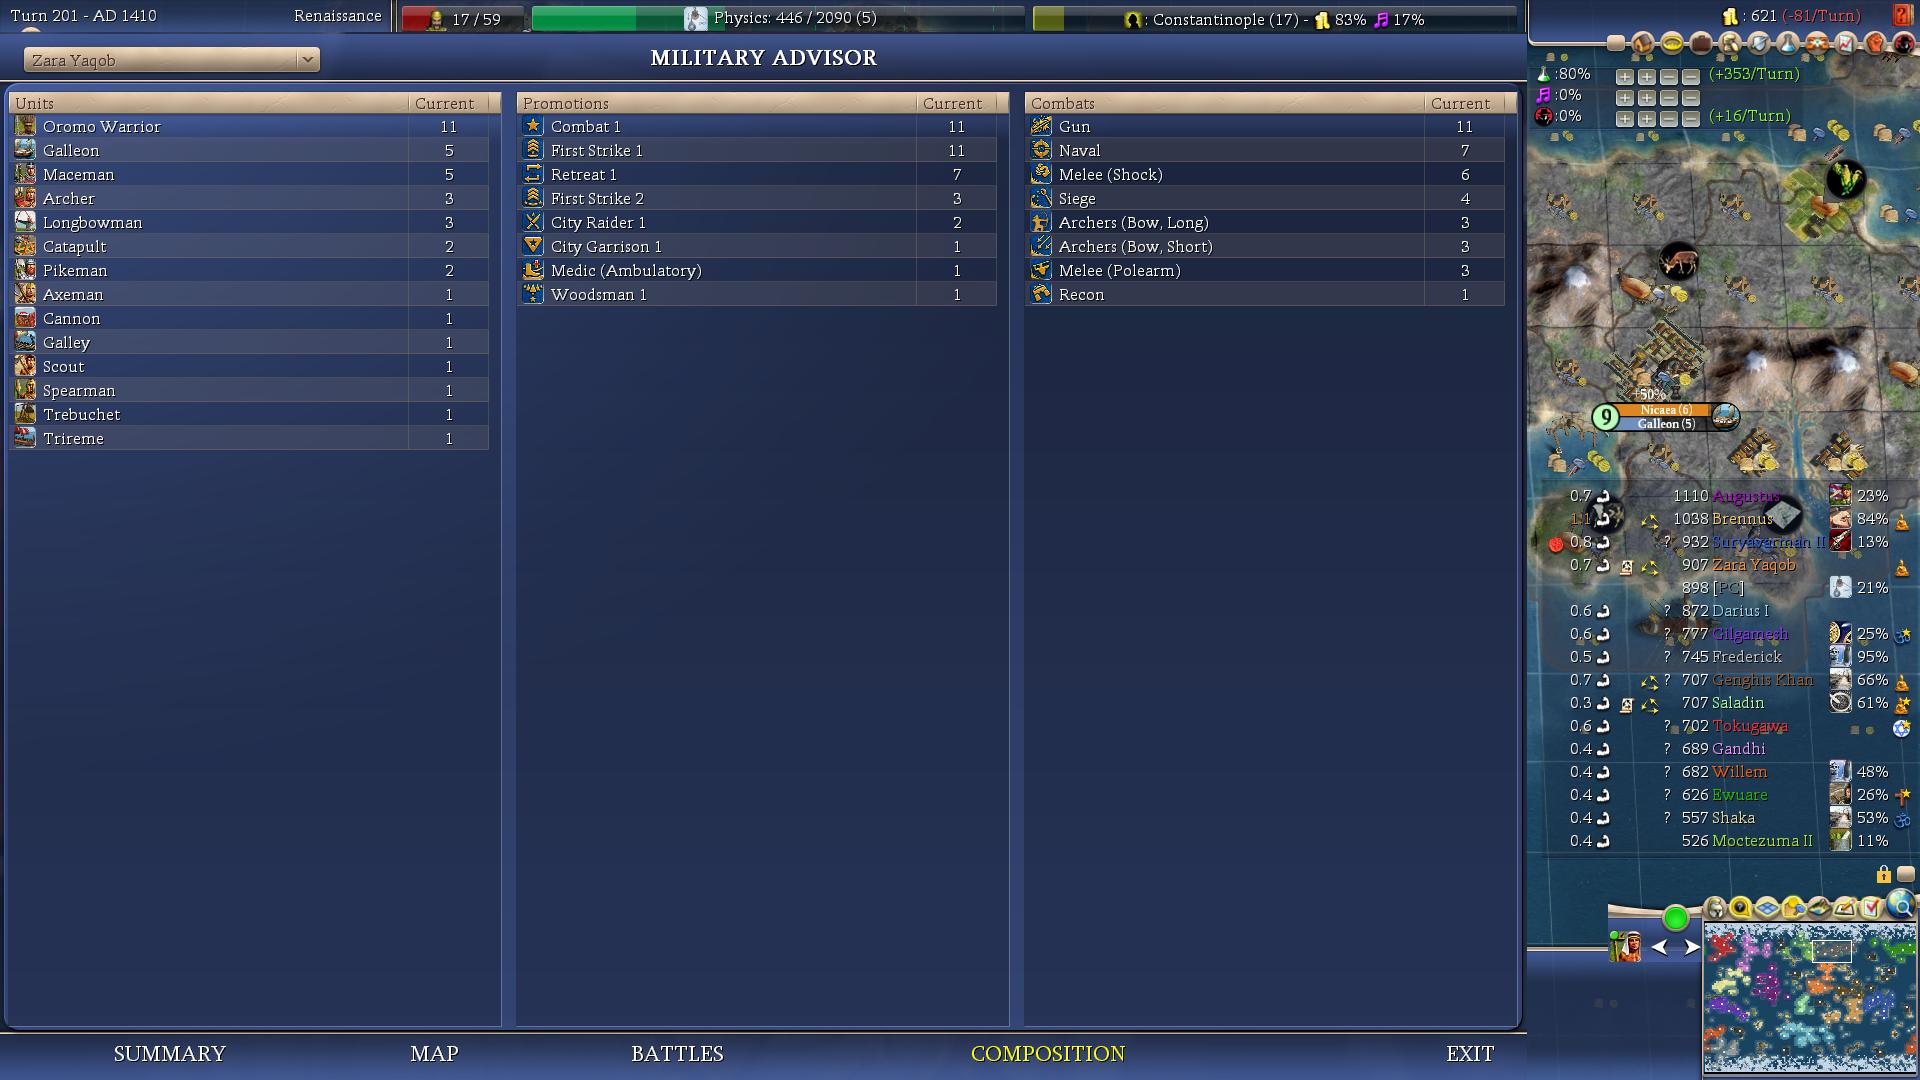 Turn 201 - AD 1410 Renaissance 17 / 59 Physics: 446 / 2090 (5) : Constantinople (17) - 83% 17% : 621 (-81/Turn)
Zara Yaqob
MILITARY ADVISOR
Units Current
Oromo Warrior 11
Galleon 5
Maceman 5
Archer 3
Longbowman 3
Catapult 2
Pikeman 2
Axeman 1
Cannon 1
Galley 1
Scout 1
Spearman 1
Trebuchet 1
Trireme 1
Promotions Current
Combat 1 11
First Strike 1 11
Retreat 1 7
First Strike 2 3
City Raider 1 2
City Garrison 1 1
Medic (Ambulatory) 1
Woodsman 1 1
Combats Current
Gun 11
Naval 7
Melee (Shock) 6
Siege 4
Archers (Bow, Long) 3
Archers (Bow, Short) 3
Melee (Polearm) 3
Recon 1
:80% (+353/Turn)
:0%
:0% (+16/Turn)
+50%
9 Nicaea (6)
Galleon (5)
0.7 1110 Augustus 23%
1.1 1038 Brennus 84%
0.8 ? 932 Suryavarman II 13%
0.7 907 Zara Yaqob
898 [PC] 21%
0.6 ? 872 Darius I
0.6 ? 777 Gilgamesh 25%
0.5 ? 745 Frederick 95%
0.7 ? 707 Genghis Khan 66%
0.3 707 Saladin 61%
0.6 ? 702 Tokugawa
0.4 ? 689 Gandhi
0.4 ? 682 Willem 48%
0.4 ? 626 Ewuare 26%
0.4 ? 557 Shaka 53%
0.4 526 Moctezuma II 11%
SUMMARY MAP BATTLES COMPOSITION EXIT